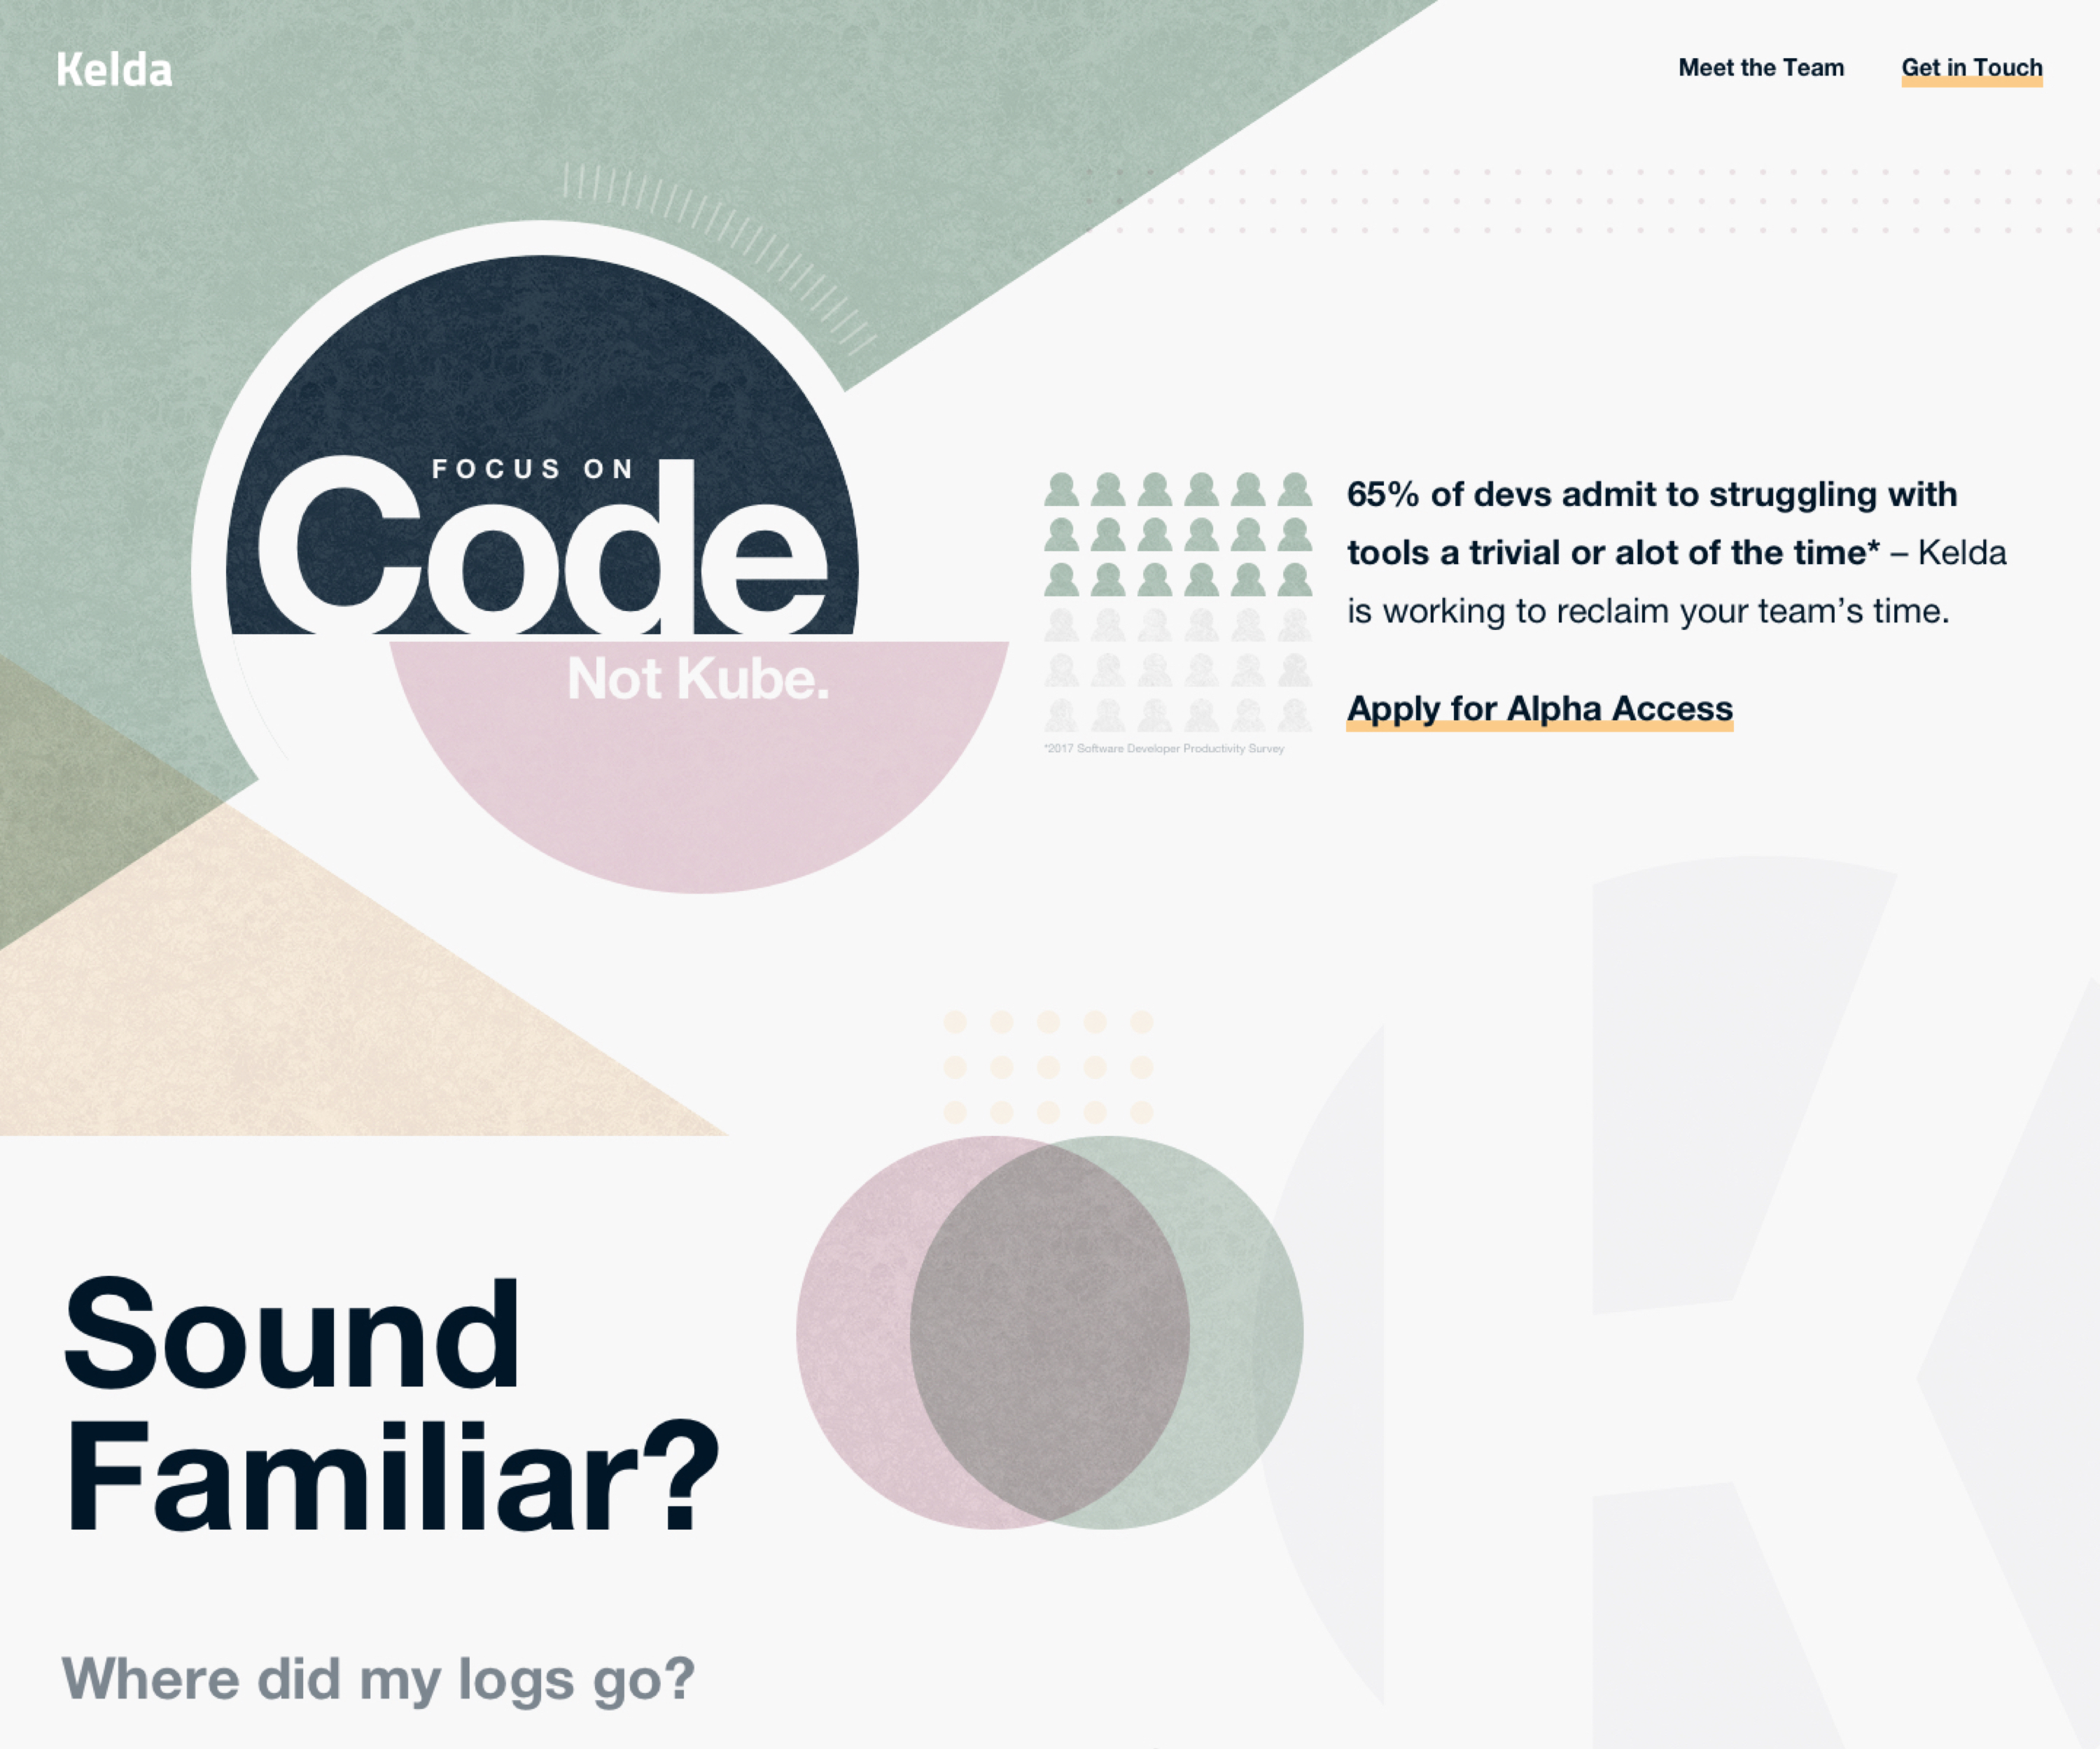 Kelda
Meet the Team
Get in Touch
FOCUS ON
Code
Not Kube.
65% of devs admit to struggling with
tools a trivial or alot of the time* – Kelda
is working to reclaim your team’s time.
Apply for Alpha Access
*2017 Software Developer Productivity Survey
Sound
Familiar?
Where did my logs go?